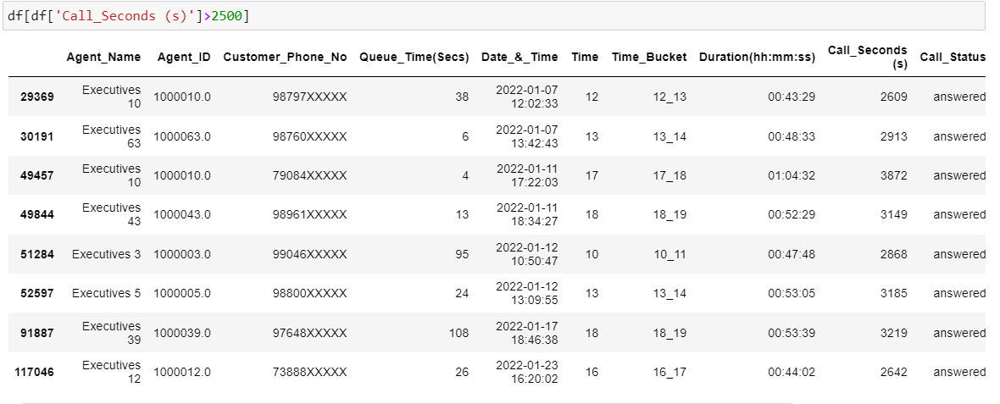 df[df['Call_Seconds (s)']>2500]
Agent_Name Agent_ID Customer_Phone_No Queue_Time(Secs) Date_&_Time Time Time_Bucket Duration(hh:mm:ss) Call_Seconds (s) Call_Status
29369 Executives 10 1000010.0 98797XXXXX 38 2022-01-07 12:02:33 12 12_13 00:43:29 2609 answered
30191 Executives 63 1000063.0 98760XXXXX 6 2022-01-07 13:42:43 13 13_14 00:48:33 2913 answered
49457 Executives 10 1000010.0 79084XXXXX 4 2022-01-11 17:22:03 17 17_18 01:04:32 3872 answered
49844 Executives 43 1000043.0 98961XXXXX 13 2022-01-11 18:34:27 18 18_19 00:52:29 3149 answered
51284 Executives 3 1000003.0 99046XXXXX 95 2022-01-12 10:50:47 10 10_11 00:47:48 2868 answered
52597 Executives 5 1000005.0 98800XXXXX 24 2022-01-12 13:09:55 13 13_14 00:53:05 3185 answered
91887 Executives 39 1000039.0 97648XXXXX 108 2022-01-17 18:46:38 18 18_19 00:53:39 3219 answered
117046 Executives 12 1000012.0 73888XXXXX 26 2022-01-23 16:20:02 16 16_17 00:44:02 2642 answered